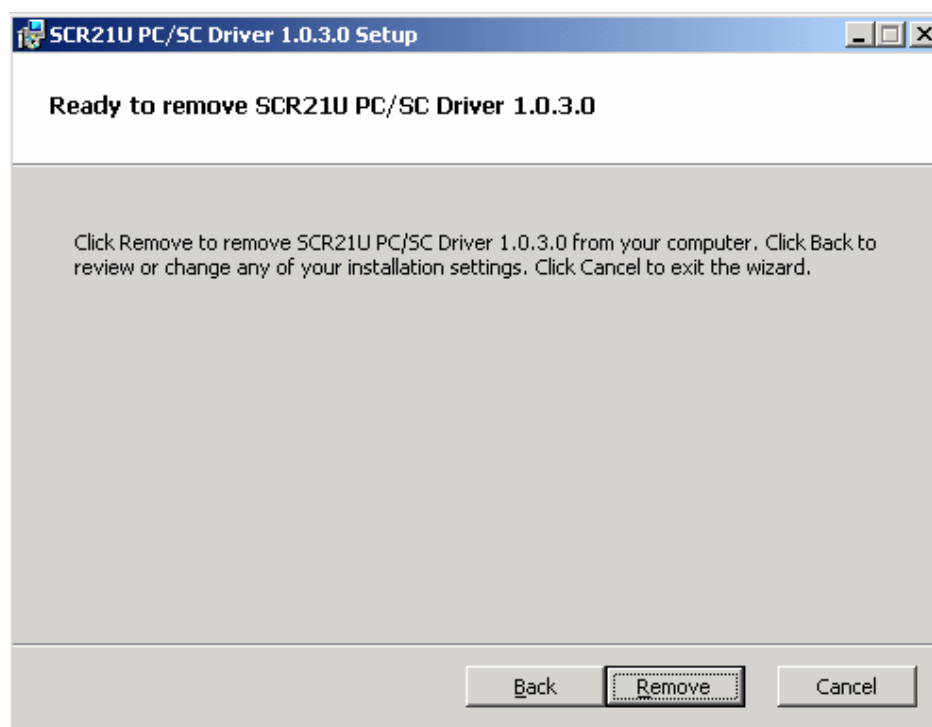 SCR21U PC/SC Driver 1.0.3.0 Setup
Ready to remove SCR21U PC/SC Driver 1.0.3.0
Click Remove to remove SCR21U PC/SC Driver 1.0.3.0 from your computer. Click Back to
review or change any of your installation settings. Click Cancel to exit the wizard.
Back Remove Cancel